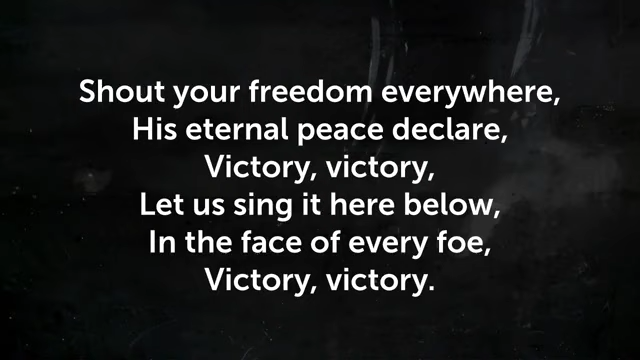 Shout your freedom everywhere,
His eternal peace declare,
Victory, victory,
Let us sing it here below,
In the face of every foe,
Victory, victory.